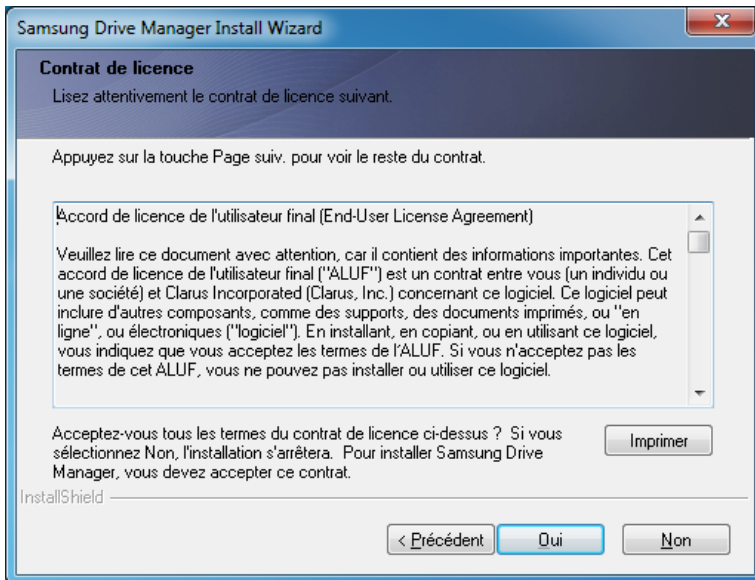 Samsung Drive Manager Install Wizard
Contrat de licence
Lisez attentivement le contrat de licence suivant.
Appuyez sur la touche Page suiv. pour voir le reste du contrat.
Accord de licence de l'utilisateur final (End-User License Agreement)
Veuillez lire ce document avec attention, car il contient des informations importantes. Cet
accord de licence de l'utilisateur final ("ALUF") est un contrat entre vous (un individu ou
une société) et Clarus Incorporated (Clarus, Inc.) concernant ce logiciel. Ce logiciel peut
inclure d'autres composants, comme des supports, des documents imprimés, ou "en
ligne", ou électroniques ("logiciel"). En installant, en copiant, ou en utilisant ce logiciel,
vous indiquez que vous acceptez les termes de l'ALUF. Si vous n'acceptez pas les
termes de cet ALUF, vous ne pouvez pas installer ou utiliser ce logiciel.
Acceptez-vous tous les termes du contrat de licence ci-dessus ? Si vous
sélectionnez Non, l'installation s'arrêtera. Pour installer Samsung Drive
Manager, vous devez accepter ce contrat.
Imprimer
InstallShield
< Précédent
Oui
Non